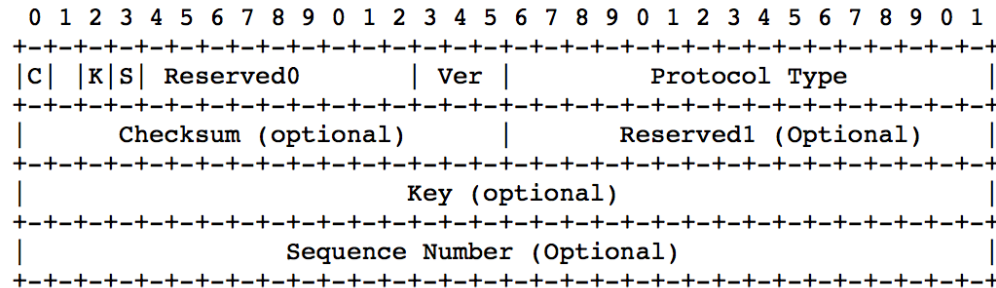 0 1 2 3 4 5 6 7 8 9 0 1 2 3 4 5 6 7 8 9 0 1 2 3 4 5 6 7 8 9 0 1
+-+-+-+-+-+-+-+-+-+-+-+-+-+-+-+-+-+-+-+-+-+-+-+-+-+-+-+-+-+-+-+-+
|C| |K|S| Reserved0       | Ver |         Protocol Type         |
+-+-+-+-+-+-+-+-+-+-+-+-+-+-+-+-+-+-+-+-+-+-+-+-+-+-+-+-+-+-+-+-+
|      Checksum (optional)      |       Reserved1 (Optional)    |
+-+-+-+-+-+-+-+-+-+-+-+-+-+-+-+-+-+-+-+-+-+-+-+-+-+-+-+-+-+-+-+-+
|                         Key (optional)                        |
+-+-+-+-+-+-+-+-+-+-+-+-+-+-+-+-+-+-+-+-+-+-+-+-+-+-+-+-+-+-+-+-+
|                 Sequence Number (Optional)                    |
+-+-+-+-+-+-+-+-+-+-+-+-+-+-+-+-+-+-+-+-+-+-+-+-+-+-+-+-+-+-+-+-+